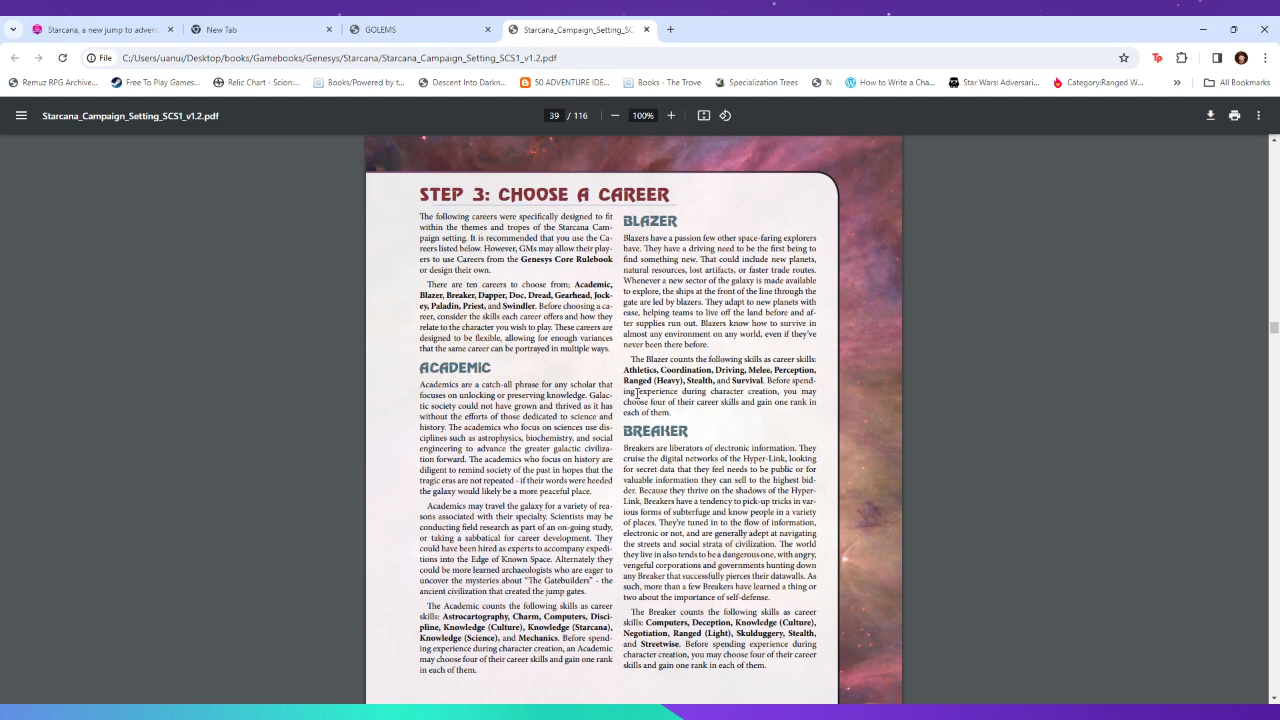 Starcana, a new jump to advent
New Tab
GOLEMS
Starcana_Campaign_Setting_SC
File
C:/Users/uanui/Desktop/books/Gamebooks/Genesys/Starcana/Starcana_Campaign_Setting_SCS1_v1.2.pdf
Remuz RPG Archive...
Free To Play Games...
Relic Chart - Scion:...
Books/Powered by t...
Descent Into Darkn...
50 ADVENTURE IDE...
Books - The Trove
Specialization Trees
N
How to Write a Cha...
Star Wars: Adversari...
Category:Ranged W...
»
All Bookmarks
Starcana_Campaign_Setting_SCS1_v1.2.pdf
39 / 116
100%
STEP 3: CHOOSE A CAREER
The following careers were specifically designed to fit
within the themes and tropes of the Starcana Cam-
paign setting. It is recommended that you use the Ca-
reers listed below. However, GMs may allow their play-
ers to use Careers from the Genesys Core Rulebook
or design their own.
There are ten careers to choose from; Academic,
Blazer, Breaker, Dapper, Doc, Dread, Gearhead, Jock-
ey, Paladin, Priest, and Swindler. Before choosing a ca-
reer, consider the skills each career offers and how they
relate to the character you wish to play. These careers are
designed to be flexible, allowing for enough variances
that the same career can be portrayed in multiple ways.
ACADEMIC
Academics are a catch-all phrase for any scholar that
focuses on unlocking or preserving knowledge. Galac-
tic society could not have grown and thrived as it has
without the efforts of those dedicated to science and
history. The academics who focus on sciences use dis-
ciplines such as astrophysics, biochemistry, and social
engineering to advance the greater galactic civiliza-
tion forward. The academics who focus on history are
diligent to remind society of the past in hopes that the
tragic eras are not repeated - if their words were heeded
the galaxy would likely be a more peaceful place.
Academics may travel the galaxy for a variety of rea-
sons associated with their specialty. Scientists may be
conducting field research as part of an on-going study,
or taking a sabbatical for career development. They
could have been hired as experts to accompany expedi-
tions into the Edge of Known Space. Alternately they
could be more learned archaeologists who are eager to
uncover the mysteries about "The Gatebuilders" - the
ancient civilization that created the jump gates.
The Academic counts the following skills as career
skills: Astrocartography, Charm, Computers, Disci-
pline, Knowledge (Culture), Knowledge (Starcana),
Knowledge (Science), and Mechanics. Before spend-
ing experience during character creation, an Academic
may choose four of their career skills and gain one rank
in each of them.
BLAZER
Blazers have a passion few other space-faring explorers
have. They have a driving need to be the first being to
find something new. That could include new planets,
natural resources, lost artifacts, or faster trade routes.
Whenever a new sector of the galaxy is made available
to explore, the ships at the front of the line through the
gate are led by blazers. They adapt to new planets with
ease, helping teams to live off the land before and af-
ter supplies run out. Blazers know how to survive in
almost any environment on any world, even if they've
never been there before.
The Blazer counts the following skills as career skills:
Athletics, Coordination, Driving, Melee, Perception,
Ranged (Heavy), Stealth, and Survival. Before spend-
ing experience during character creation, you may
choose four of their career skills and gain one rank in
each of them.
BREAKER
Breakers are liberators of electronic information. They
cruise the digital networks of the Hyper-Link, looking
for secret data that they feel needs to be public or for
valuable information they can sell to the highest bid-
der. Because they thrive on the shadows of the Hyper-
Link, Breakers have a tendency to pick-up tricks in var-
ious forms of subterfuge and know people in a variety
of places. They're tuned in to the flow of information,
electronic or not, and are generally adept at navigating
the streets and social strata of civilization. The world
they live in also tends to be a dangerous one, with angry,
vengeful corporations and governments hunting down
any Breaker that successfully pierces their datawalls. As
such, more than a few Breakers have learned a thing or
two about the importance of self-defense.
The Breaker counts the following skills as career
skills: Computers, Deception, Knowledge (Culture),
Negotiation, Ranged (Light), Skulduggery, Stealth,
and Streetwise. Before spending experience during
character creation, you may choose four of their career
skills and gain one rank in each of them.